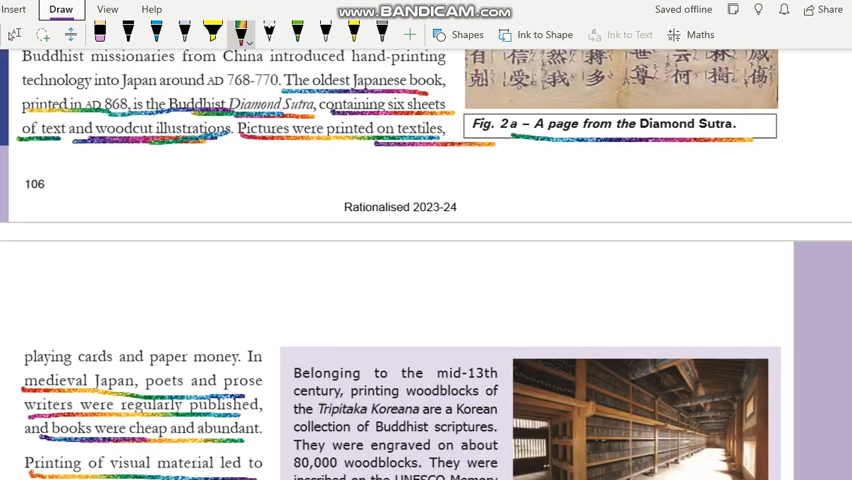 www.BANDICAM.com
Insert Draw View Help
Saved offline Share
Shapes Ink to Shape Ink to Text Maths
Buddhist missionaries from China introduced hand-printing
technology into Japan around AD 768-770. The oldest Japanese book,
printed in AD 868, is the Buddhist Diamond Sutra, containing six sheets
of text and woodcut illustrations. Pictures were printed on textiles,
Fig. 2 a – A page from the Diamond Sutra.
106
Rationalised 2023-24
playing cards and paper money. In
medieval Japan, poets and prose
writers were regularly published,
and books were cheap and abundant.
Printing of visual material led to
Belonging to the mid-13th
century, printing woodblocks of
the Tripitaka Koreana are a Korean
collection of Buddhist scriptures.
They were engraved on about
80,000 woodblocks. They were
inscribed on the UNESCO Memory